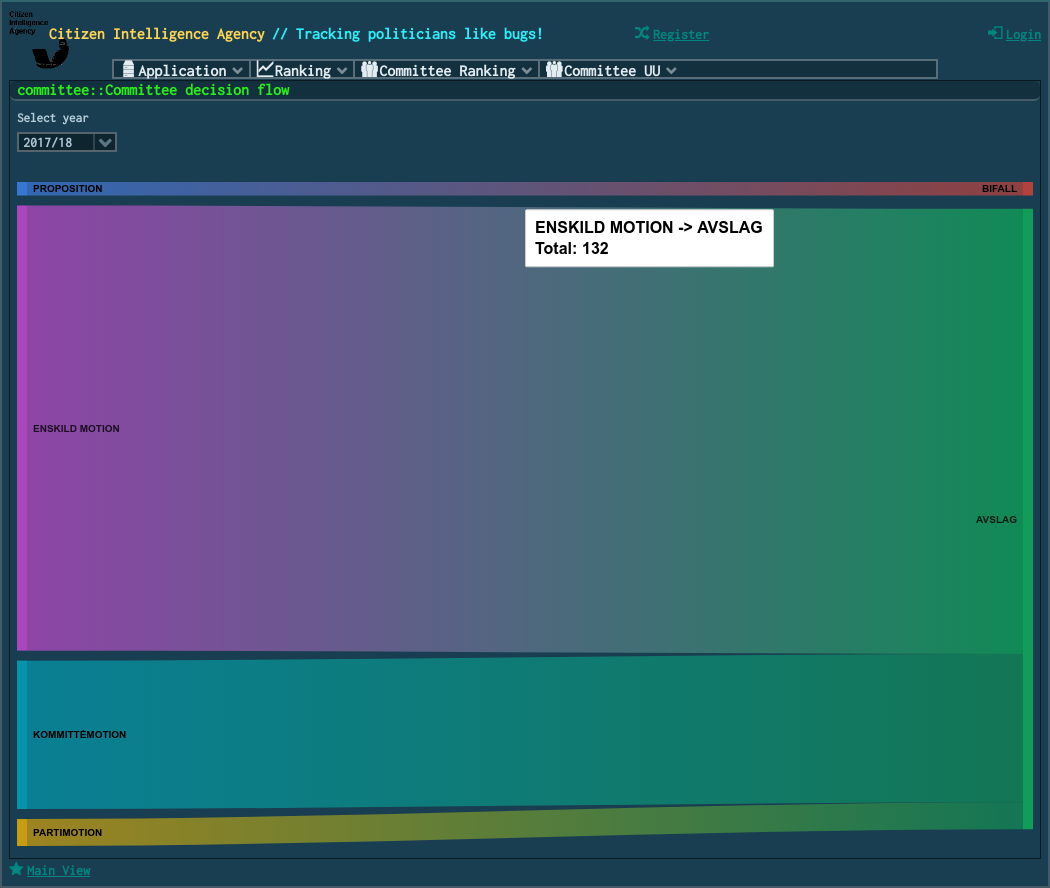 Citizen
Intelligence
Agency
Citizen Intelligence Agency // Tracking politicians like bugs!
Register
Login
Application
Ranking
Committee Ranking
Committee UU
committee::Committee decision flow
Select year
2017/18
PROPOSITION
BIFALL
ENSKILD MOTION -> AVSLAG
Total: 132
ENSKILD MOTION
AVSLAG
KOMMITTÉMOTION
PARTIMOTION
Main View